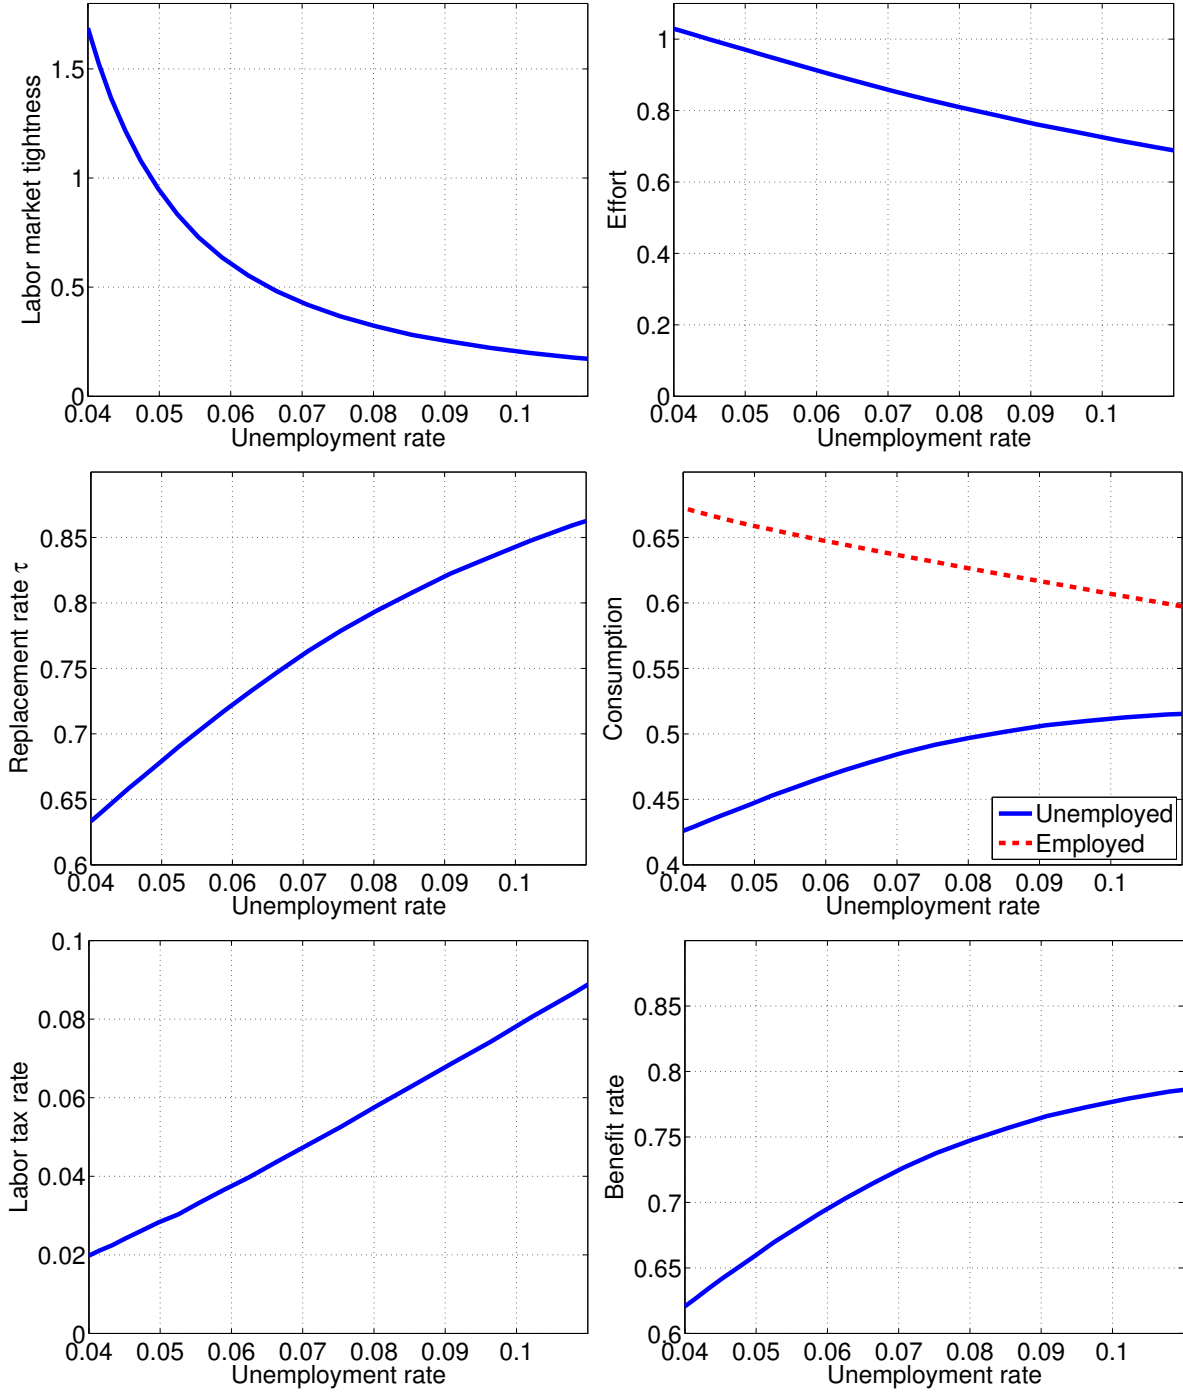 Labor market tightness
1.5
1
0.5
0
0.04 0.05 0.06 0.07 0.08 0.09 0.1
Unemployment rate
Effort
1
0.8
0.6
0.4
0.2
0
0.04 0.05 0.06 0.07 0.08 0.09 0.1
Unemployment rate
Replacement rate τ
0.85
0.8
0.75
0.7
0.65
0.6
0.04 0.05 0.06 0.07 0.08 0.09 0.1
Unemployment rate
Consumption
0.65
0.6
0.55
0.5
0.45
0.4
0.04 0.05 0.06 0.07 0.08 0.09 0.1
Unemployment rate
Unemployed
Employed
Labor tax rate
0.1
0.08
0.06
0.04
0.02
0
0.04 0.05 0.06 0.07 0.08 0.09 0.1
Unemployment rate
Benefit rate
0.85
0.8
0.75
0.7
0.65
0.6
0.04 0.05 0.06 0.07 0.08 0.09 0.1
Unemployment rate